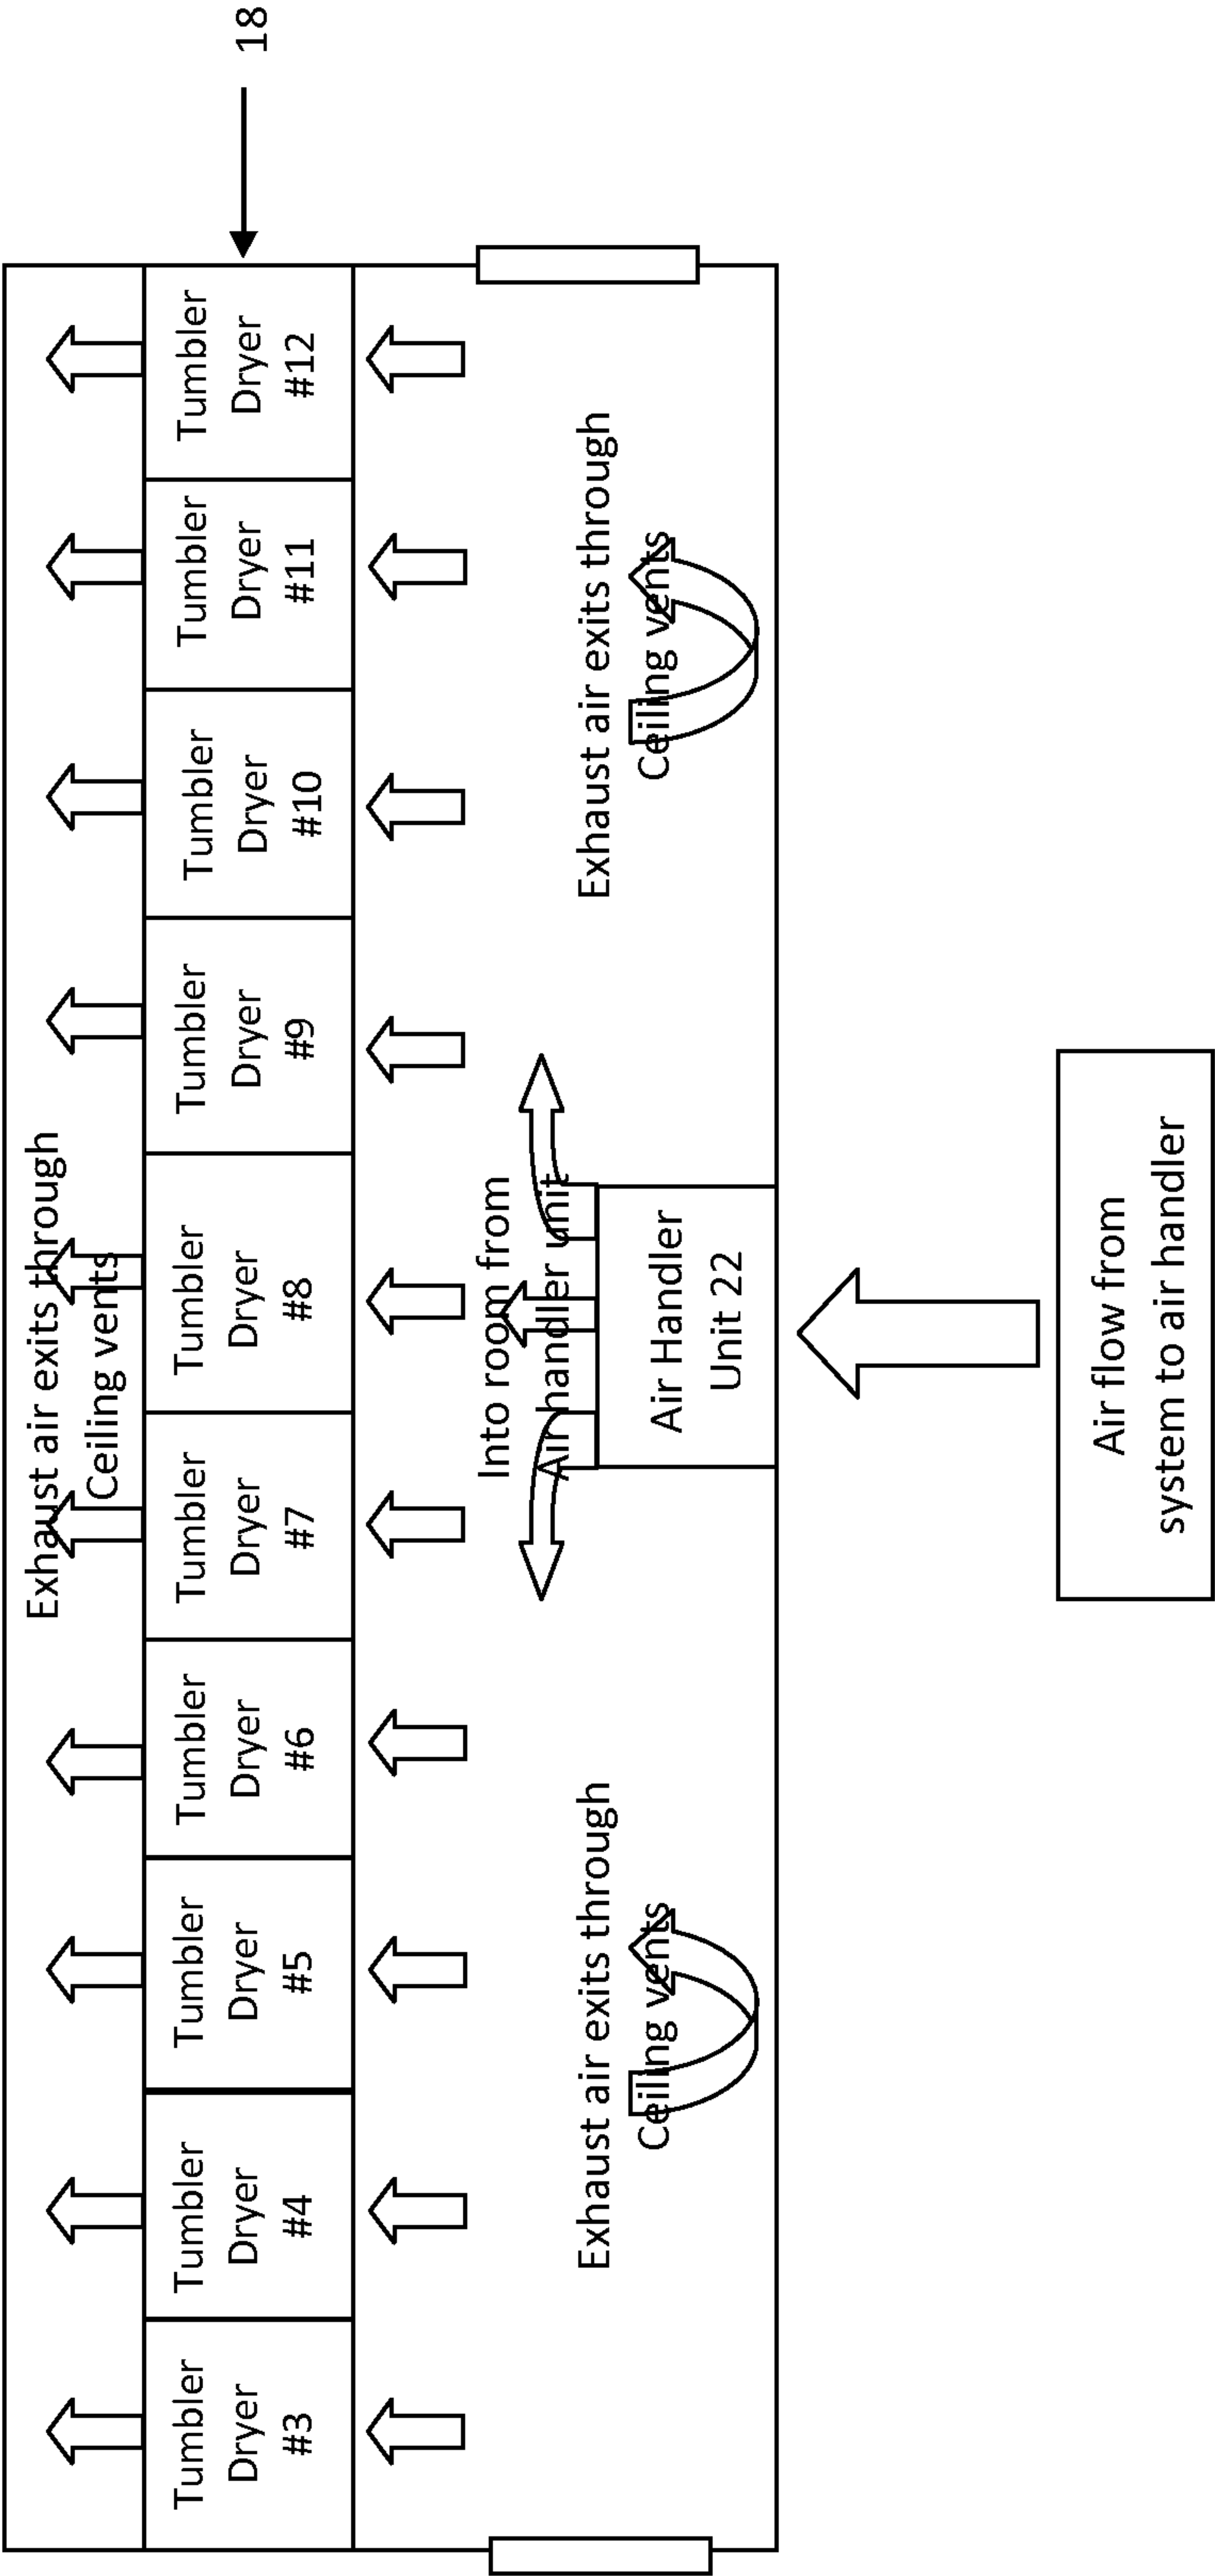 Exhaust air exits through
Ceiling vents
Tumbler
Dryer
#3
Tumbler
Dryer
#4
Tumbler
Dryer
#5
Tumbler
Dryer
#6
Tumbler
Dryer
#7
Tumbler
Dryer
#8
Tumbler
Dryer
#9
Tumbler
Dryer
#10
Tumbler
Dryer
#11
Tumbler
Dryer
#12
18
Into room from
Air handler unit
Exhaust air exits through
Ceiling vents
Exhaust air exits through
Ceiling vents
Air Handler
Unit 22
Air flow from
system to air handler